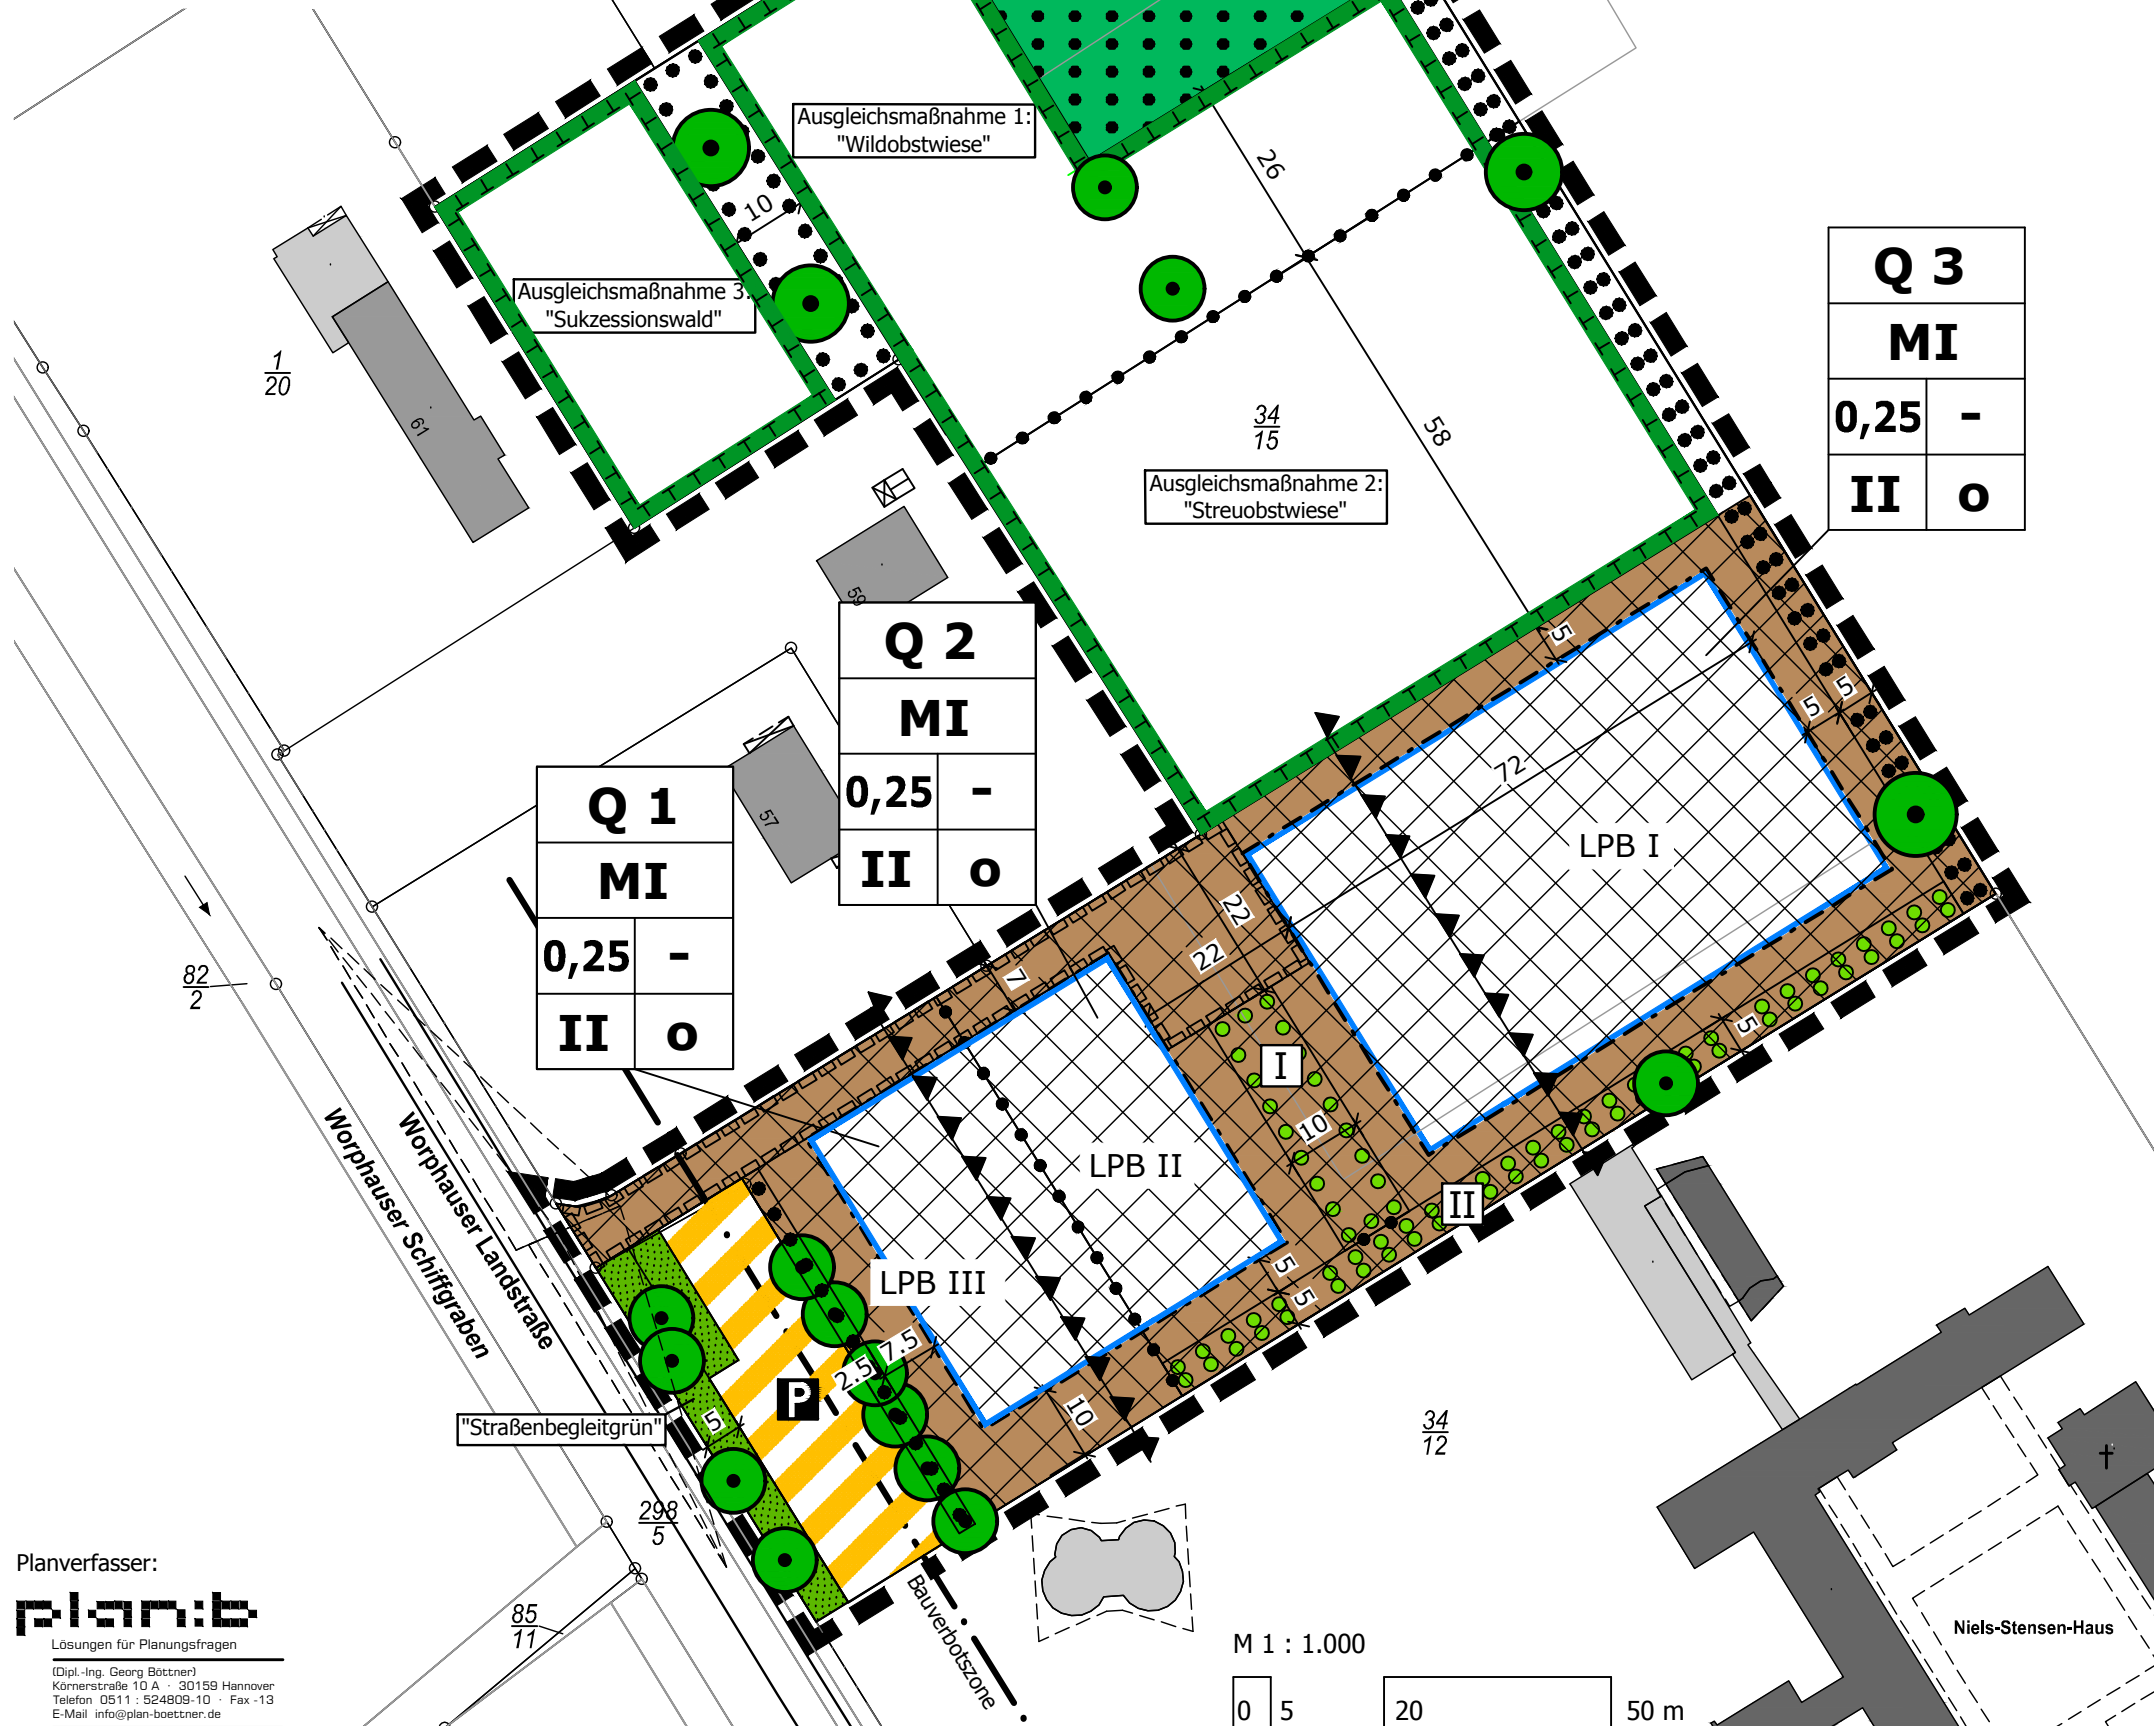 Ausgleichsmaßnahme 1:
"Wildobstwiese"
26
10
Ausgleichsmaßnahme 3:
"Sukzessionswald"
Q 3
MI
0,25 -
II o
1
20
61
34
15
58
Ausgleichsmaßnahme 2:
"Streuobstwiese"
59
Q 2
MI
0,25 -
II o
5
5
5
72
Q 1
MI
0,25 -
II o
57
LPB I
22
22
7
82
2
5
I
10
LPB II
II
Worphauser Schiffgraben
Worphauser Landstraße
LPB III
5
5
2.5
7.5
P
"Straßenbegleitgrün"
5
10
34
12
298
5
Planverfasser:
plan:b
Lösungen für Planungsfragen
(Dipl.-Ing. Georg Böttner)
Körnerstraße 10 A · 30159 Hannover
Telefon 0511 : 524809-10 · Fax -13
E-Mail info@plan-boettner.de
85
11
Bauverbotszone
M 1 : 1.000
0 5 20 50 m
Niels-Stensen-Haus